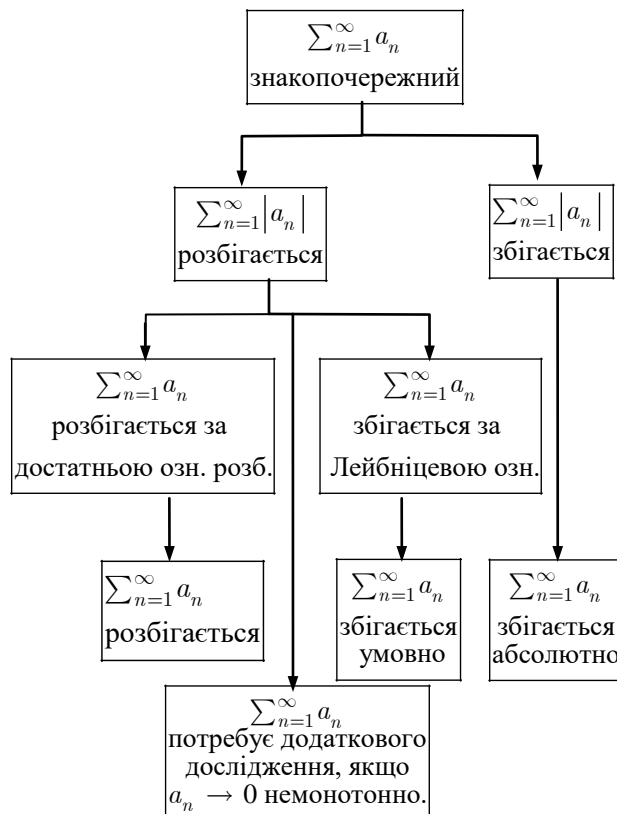 ∑_{n=1}^{∞} a_n
знакопочережний
∑_{n=1}^{∞} |a_n|
розбігається
∑_{n=1}^{∞} |a_n|
збігається
∑_{n=1}^{∞} a_n
розбігається за
достатньою озн. розб.
∑_{n=1}^{∞} a_n
збігається за
Лейбніцевою озн.
∑_{n=1}^{∞} a_n
розбігається
∑_{n=1}^{∞} a_n
збігається
умовно
∑_{n=1}^{∞} a_n
збігається
абсолютно
∑_{n=1}^{∞} a_n
потребує додаткового
дослідження, якщо
a_n → 0 немонотонно.